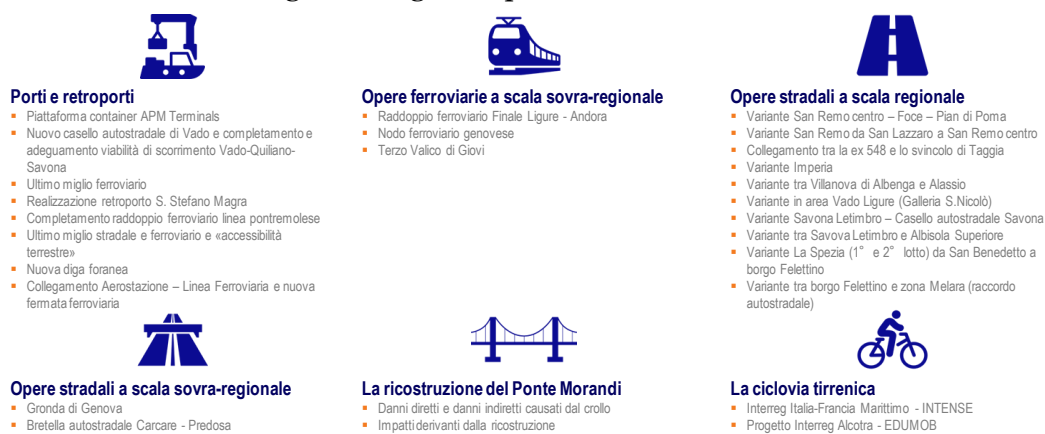 Porti e retroporti
Piattaforma container APM Terminals
Nuovo casello autostradale di Vado e completamento e
adeguamento viabilità di scorrimento Vado-Quiliano-
Savona
Ultimo miglio ferroviario
Realizzazione retroporto S. Stefano Magra
Completamento raddoppio ferroviario linea pontremolese
Ultimo miglio stradale e ferroviario e «accessibilità
terrestre»
Nuova diga foranea
Collegamento Aerostazione – Linea Ferroviaria e nuova
fermata ferroviaria
Opere ferroviarie a scala sovra-regionale
Raddoppio ferroviario Finale Ligure - Andora
Nodo ferroviario genovese
Terzo Valico di Giovi
Opere stradali a scala regionale
Variante San Remo centro – Foce – Pian di Poma
Variante San Remo da San Lazzaro a San Remo centro
Collegamento tra la ex 548 e lo svincolo di Taggia
Variante Imperia
Variante tra Villanova di Albenga e Alassio
Variante in area Vado Ligure (Galleria S.Nicolò)
Variante Savona Letimbro – Casello autostradale Savona
Variante tra Savova Letimbro e Albisola Superiore
Variante La Spezia (1° e 2° lotto) da San Benedetto a
borgo Felettino
Variante tra borgo Felettino e zona Melara (raccordo
autostradale)
Opere stradali a scala sovra-regionale
Gronda di Genova
Bretella autostradale Carcare - Predosa
La ricostruzione del Ponte Morandi
Danni diretti e danni indiretti causati dal crollo
Impatti derivanti dalla ricostruzione
La ciclovia tirrenica
Interreg Italia-Francia Marittimo - INTENSE
Progetto Interreg Alcotra - EDUMOB